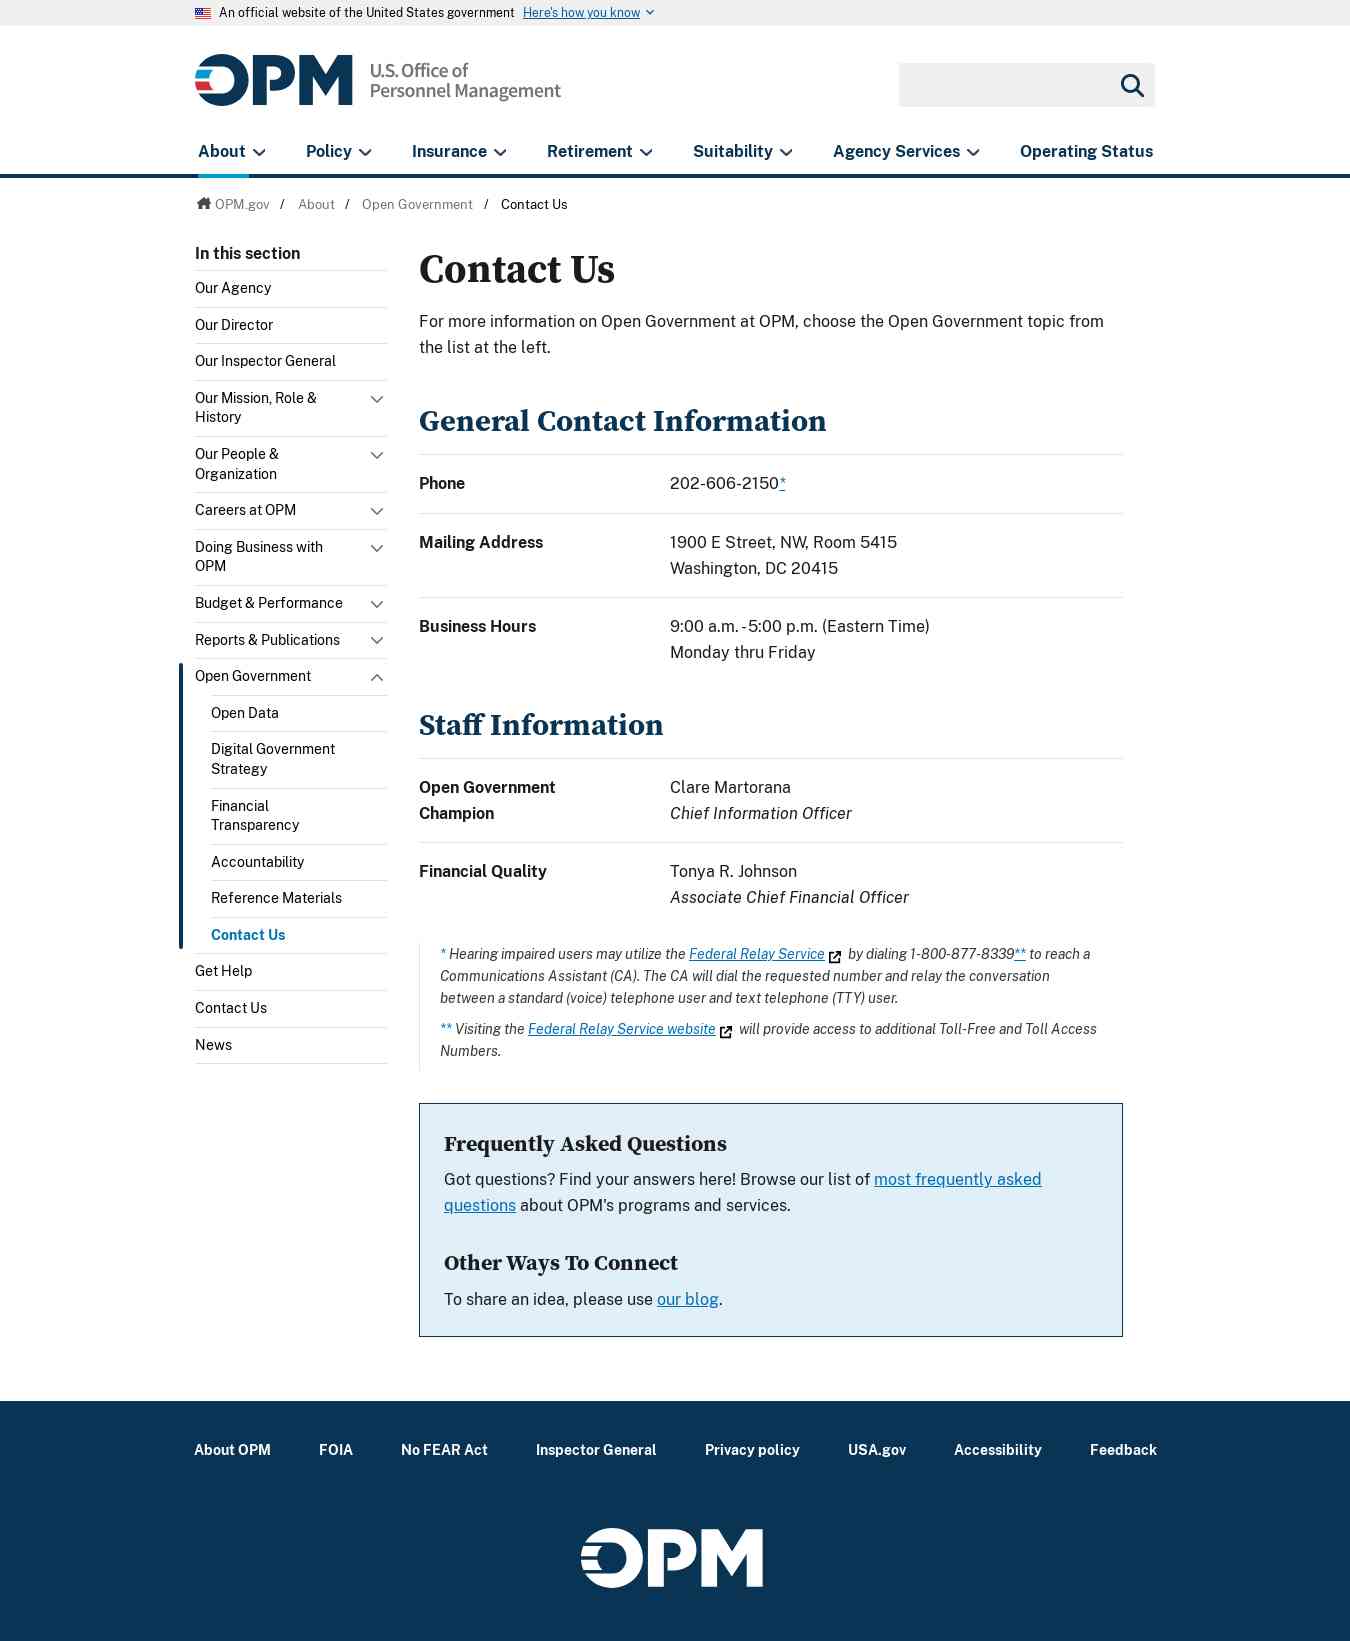 An official website of the United States government Here's how you know
OPM
U.S. Office of
Personnel Management
About
Policy
Insurance
Retirement
Suitability
Agency Services
Operating Status
OPM.gov / About / Open Government / Contact Us
In this section
Our Agency
Our Director
Our Inspector General
Our Mission, Role &
History
Our People &
Organization
Careers at OPM
Doing Business with
OPM
Budget & Performance
Reports & Publications
Open Government
Open Data
Digital Government
Strategy
Financial
Transparency
Accountability
Reference Materials
Contact Us
Get Help
Contact Us
News
Contact Us
For more information on Open Government at OPM, choose the Open Government topic from
the list at the left.
General Contact Information
Phone 202-606-2150*
Mailing Address 1900 E Street, NW, Room 5415
Washington, DC 20415
Business Hours 9:00 a.m. - 5:00 p.m. (Eastern Time)
Monday thru Friday
Staff Information
Open Government Clare Martorana
Champion Chief Information Officer
Financial Quality Tonya R. Johnson
Associate Chief Financial Officer
* Hearing impaired users may utilize the Federal Relay Service by dialing 1-800-877-8339** to reach a
Communications Assistant (CA). The CA will dial the requested number and relay the conversation
between a standard (voice) telephone user and text telephone (TTY) user.
** Visiting the Federal Relay Service website will provide access to additional Toll-Free and Toll Access
Numbers.
Frequently Asked Questions
Got questions? Find your answers here! Browse our list of most frequently asked
questions about OPM's programs and services.
Other Ways To Connect
To share an idea, please use our blog.
About OPM
FOIA
No FEAR Act
Inspector General
Privacy policy
USA.gov
Accessibility
Feedback
OPM